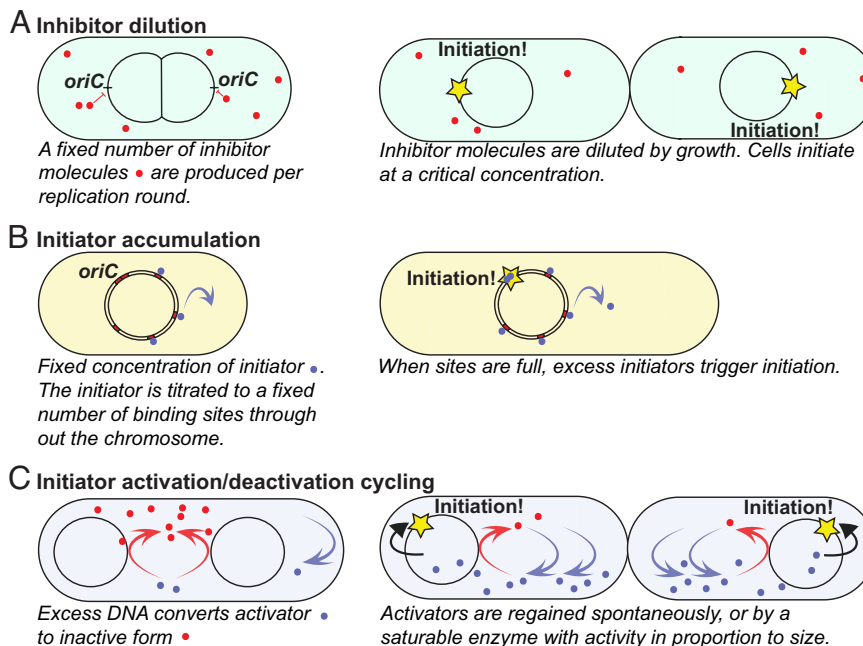 A Inhibitor dilution
oriC
oriC
A fixed number of inhibitor
molecules • are produced per
replication round.
Initiation!
Initiation!
Inhibitor molecules are diluted by growth. Cells initiate
at a critical concentration.
B Initiator accumulation
oriC
Fixed concentration of initiator •.
The initiator is titrated to a fixed
number of binding sites through
out the chromosome.
Initiation!
When sites are full, excess initiators trigger initiation.
C Initiator activation/deactivation cycling
Excess DNA converts activator •
to inactive form •
Initiation!
Initiation!
Activators are regained spontaneously, or by a
saturable enzyme with activity in proportion to size.